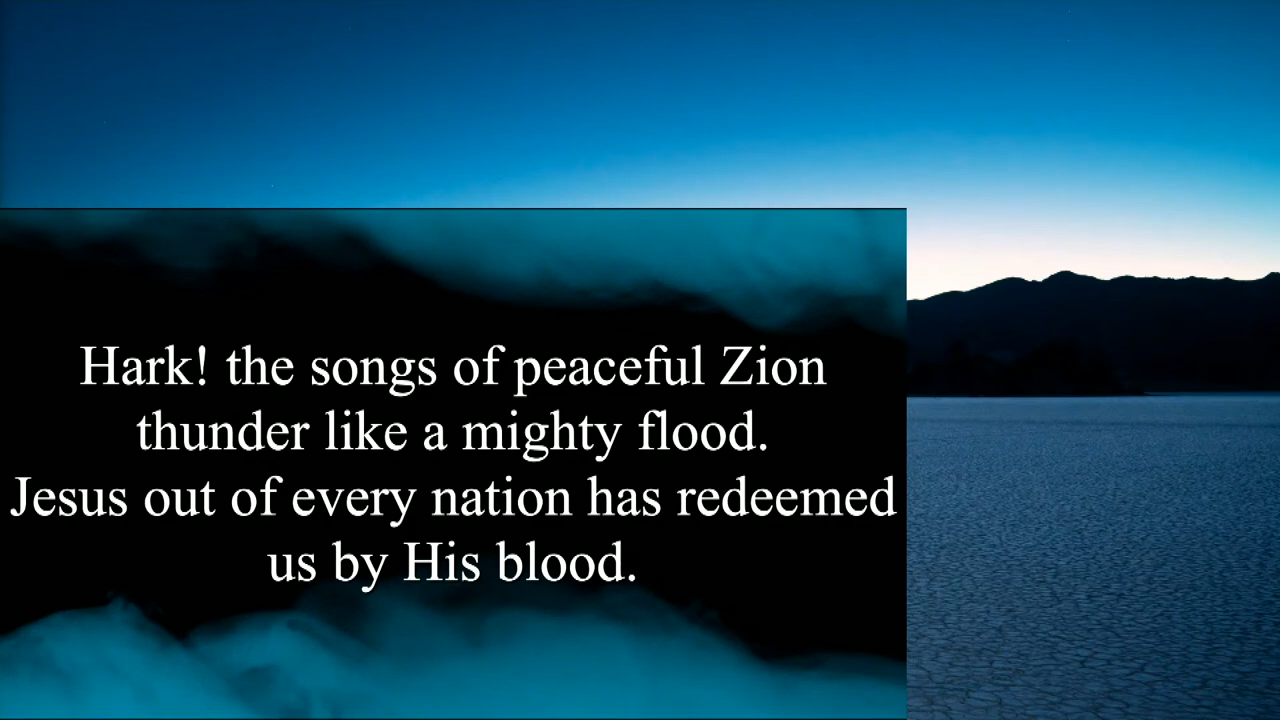 Hark! the songs of peaceful Zion
thunder like a mighty flood.
Jesus out of every nation has redeemed
us by His blood.